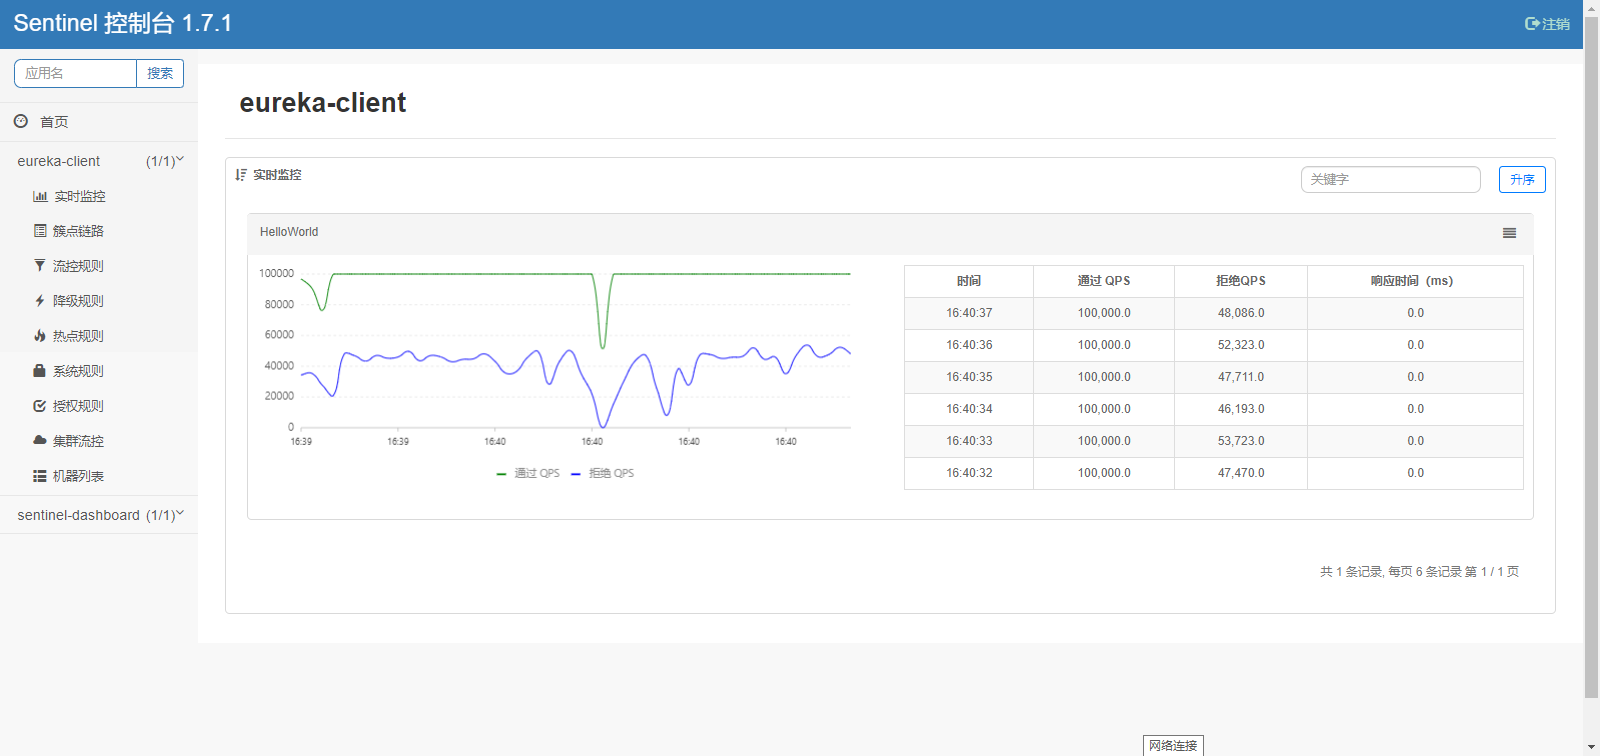 Sentinel 控制台 1.7.1
注销
应用名 搜索
首页
eureka-client (1/1)
实时监控
簇点链路
流控规则
降级规则
热点规则
系统规则
授权规则
集群流控
机器列表
sentinel-dashboard (1/1)
eureka-client
实时监控 关键字 升序
HelloWorld
100000
80000
60000
40000
20000
0
16:39 16:39 16:40 16:40 16:40 16:40
通过 QPS 拒绝 QPS
时间 通过 QPS 拒绝QPS 响应时间（ms）
16:40:37 100,000.0 48,086.0 0.0
16:40:36 100,000.0 52,323.0 0.0
16:40:35 100,000.0 47,711.0 0.0
16:40:34 100,000.0 46,193.0 0.0
16:40:33 100,000.0 53,723.0 0.0
16:40:32 100,000.0 47,470.0 0.0
共 1 条记录, 每页 6 条记录 第 1 / 1 页
网络连接